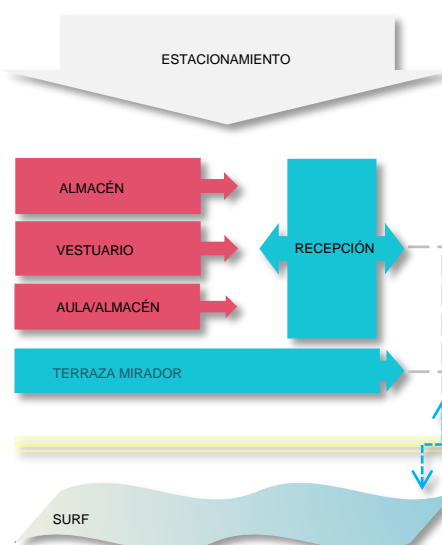 ESTACIONAMIENTO
ALMACÉN
VESTUARIO
RECEPCIÓN
AULA/ALMACÉN
TERRAZA MIRADOR
SURF